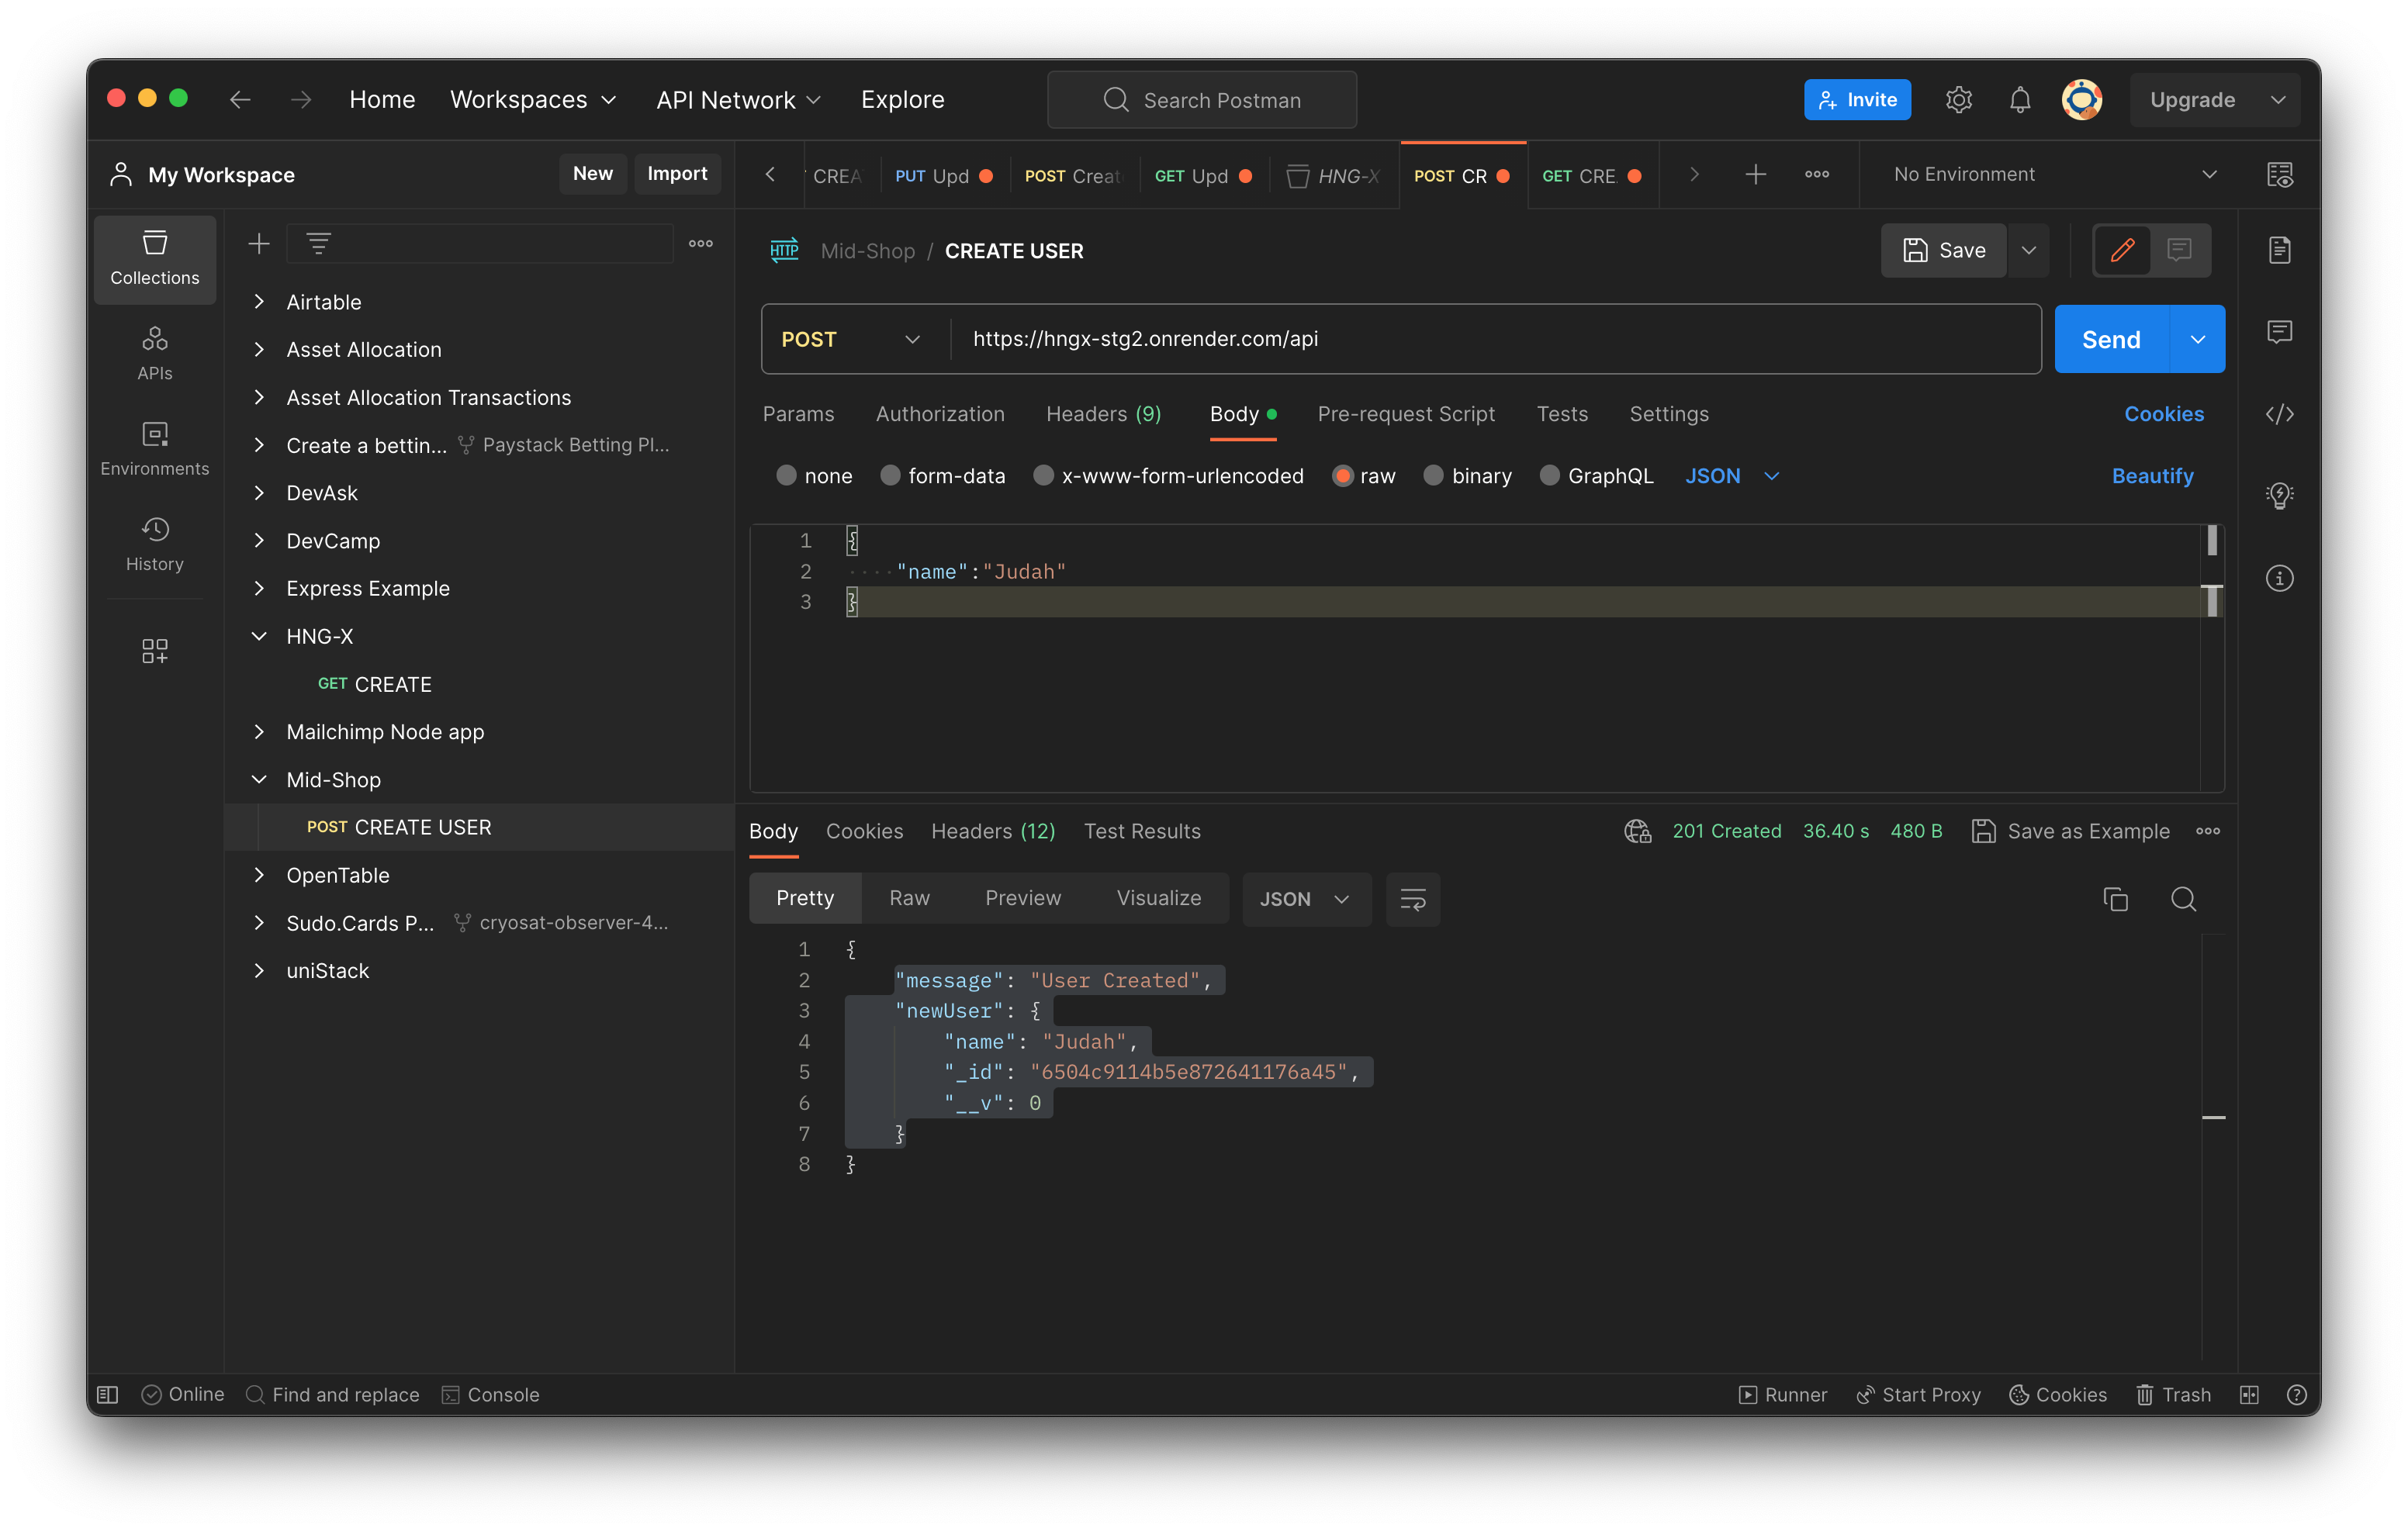 Home Workspaces API Network Explore Search Postman Invite Upgrade
My Workspace New Import
CREA PUT Upd POST Creat GET Upd HNG-X POST CR GET CRE No Environment
Collections
APIs
Environments
History
Airtable
Asset Allocation
Asset Allocation Transactions
Create a bettin... Paystack Betting Pl...
DevAsk
DevCamp
Express Example
HNG-X
GET CREATE
Mailchimp Node app
Mid-Shop
POST CREATE USER
OpenTable
Sudo.Cards P... cryosat-observer-4...
uniStack
HTTP Mid-Shop / CREATE USER Save
POST https://hngx-stg2.onrender.com/api Send
Params Authorization Headers (9) Body Pre-request Script Tests Settings Cookies
none form-data x-www-form-urlencoded raw binary GraphQL JSON Beautify
1 {
2 "name":"Judah"
3 }
Body Cookies Headers (12) Test Results 201 Created 36.40 s 480 B Save as Example
Pretty Raw Preview Visualize JSON
1 {
2 "message": "User Created",
3 "newUser": {
4 "name": "Judah",
5 "_id": "6504c9114b5e872641176a45",
6 "__v": 0
7 }
8 }
Online Find and replace Console Runner Start Proxy Cookies Trash